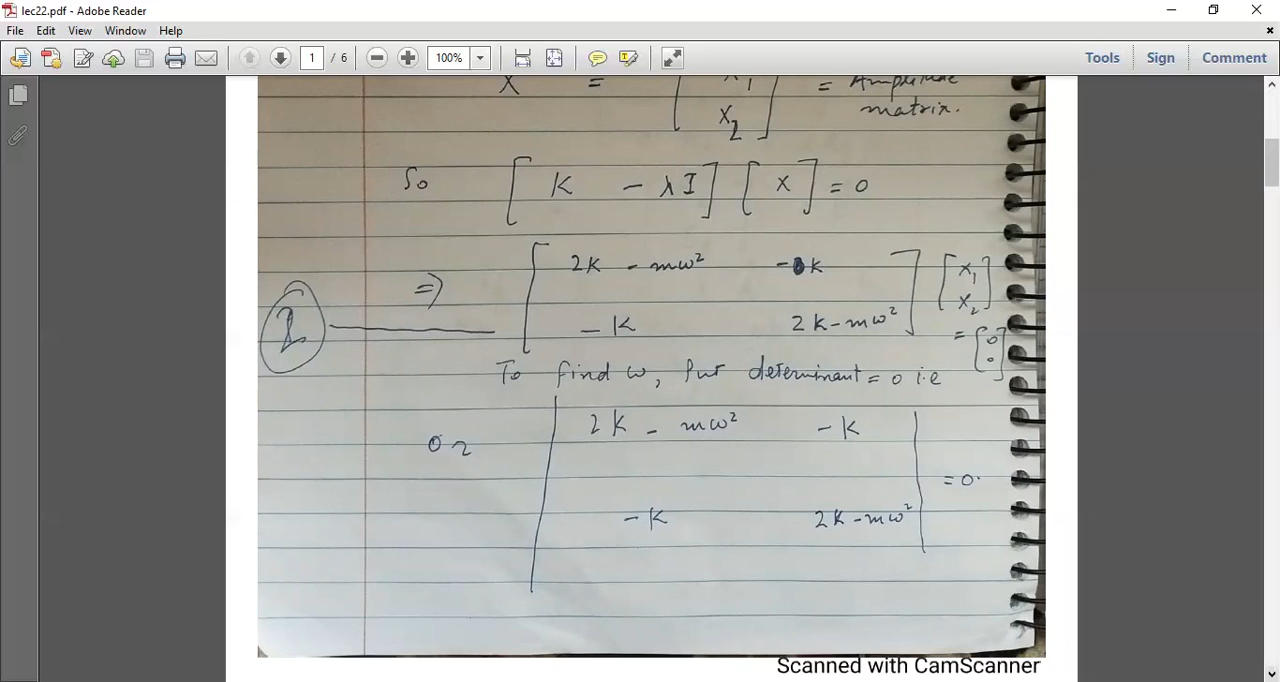 lec22.pdf - Adobe Reader
File Edit View Window Help
1 / 6 100% Tools Sign Comment
X = [ x1 = Amplitude
x2 ] matrix.
So [ K - λI ] [ X ] = 0
⇒ [ 2K - mω² -k ] [ x1
① -K 2K - mω² ] x2 ]
= [ 0 0 ]
To find ω, Put determinant = 0 i.e
or | 2K - mω² -K |
= 0.
| -K 2K - mω² |
Scanned with CamScanner